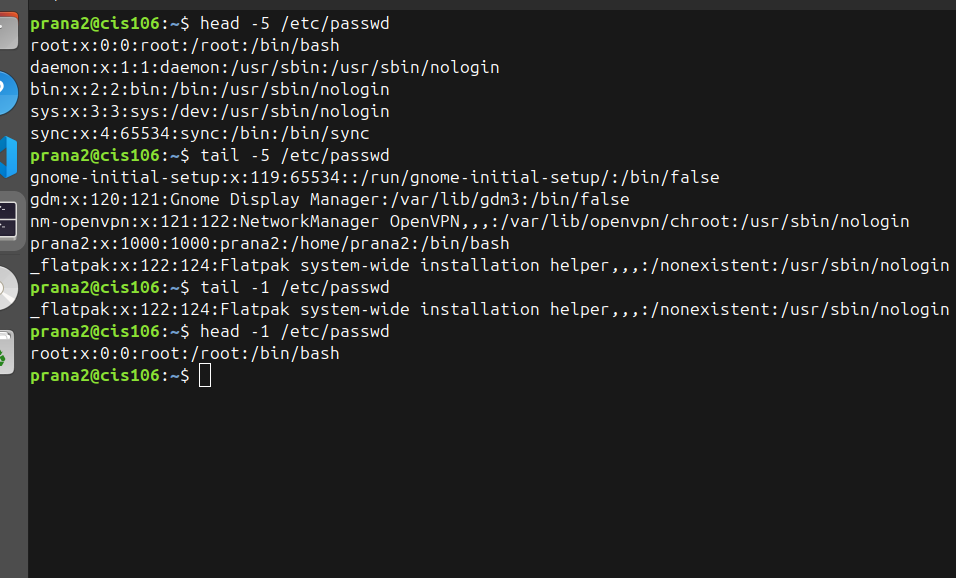 prana2@cis106:~$ head -5 /etc/passwd
root:x:0:0:root:/root:/bin/bash
daemon:x:1:1:daemon:/usr/sbin:/usr/sbin/nologin
bin:x:2:2:bin:/bin:/usr/sbin/nologin
sys:x:3:3:sys:/dev:/usr/sbin/nologin
sync:x:4:65534:sync:/bin:/bin/sync
prana2@cis106:~$ tail -5 /etc/passwd
gnome-initial-setup:x:119:65534::/run/gnome-initial-setup/:/bin/false
gdm:x:120:121:Gnome Display Manager:/var/lib/gdm3:/bin/false
nm-openvpn:x:121:122:NetworkManager OpenVPN,,,:/var/lib/openvpn/chroot:/usr/sbin/nologin
prana2:x:1000:1000:prana2:/home/prana2:/bin/bash
_flatpak:x:122:124:Flatpak system-wide installation helper,,,:/nonexistent:/usr/sbin/nologin
prana2@cis106:~$ tail -1 /etc/passwd
_flatpak:x:122:124:Flatpak system-wide installation helper,,,:/nonexistent:/usr/sbin/nologin
prana2@cis106:~$ head -1 /etc/passwd
root:x:0:0:root:/root:/bin/bash
prana2@cis106:~$